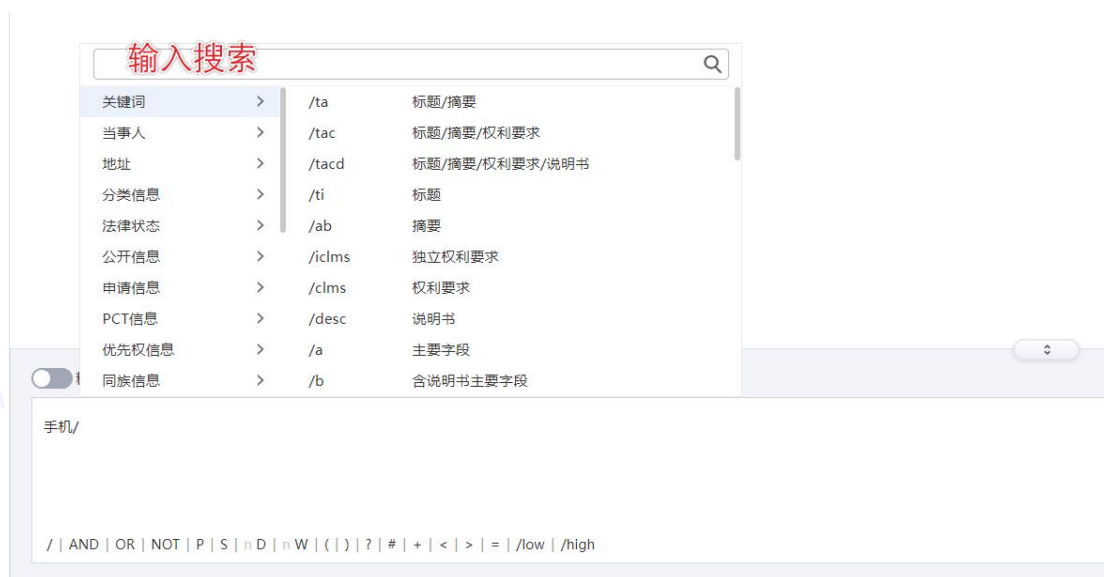 输入搜索
关键词 > /ta 标题/摘要
当事人 > /tac 标题/摘要/权利要求
地址 > /tacd 标题/摘要/权利要求/说明书
分类信息 > /ti 标题
法律状态 > /ab 摘要
公开信息 > /iclms 独立权利要求
申请信息 > /clms 权利要求
PCT信息 > /desc 说明书
优先权信息 > /a 主要字段
同族信息 > /b 含说明书主要字段
手机/
/ | AND | OR | NOT | P | S | n D | n W | ( | ) | ? | # | + | < | > | = | /low | /high